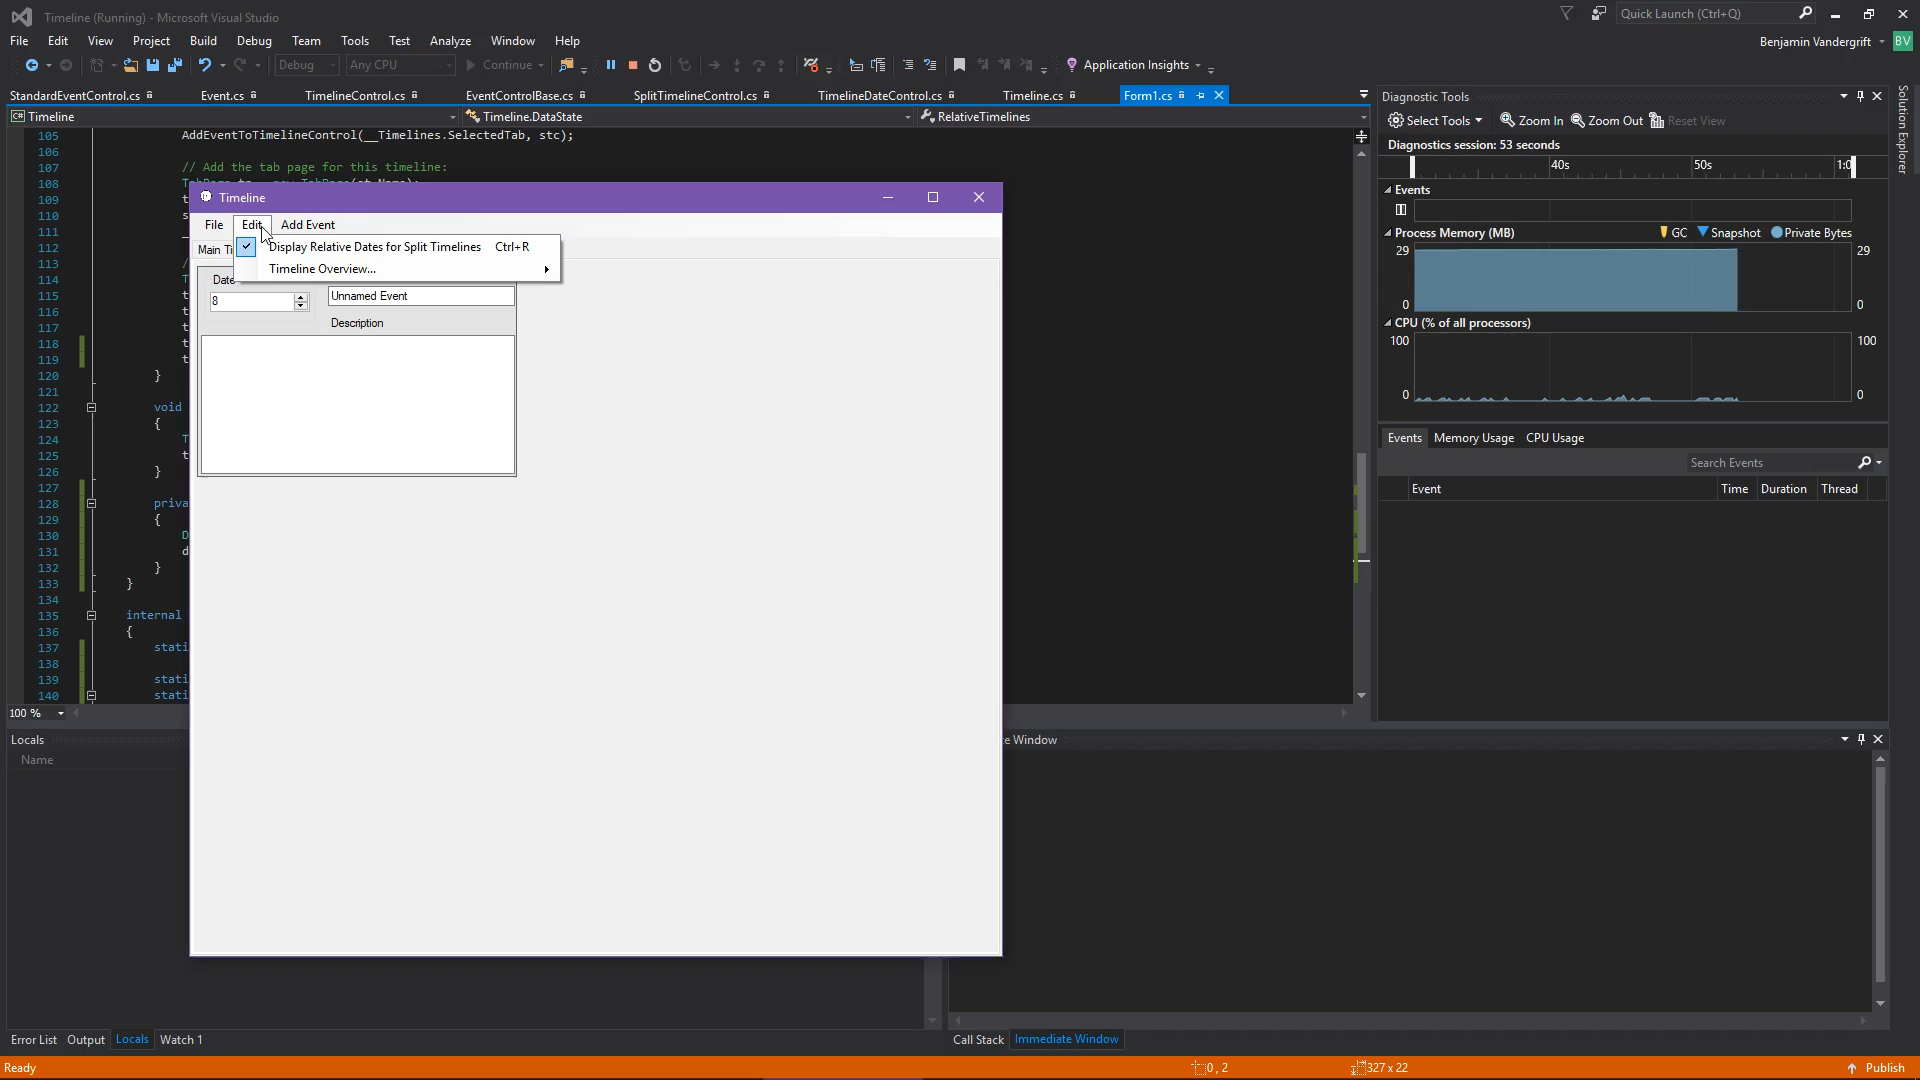 Timeline (Running) - Microsoft Visual Studio
Quick Launch (Ctrl+Q)
File Edit View Project Build Debug Team Tools Test Analyze Window Help
Benjamin Vandergrift BV
Debug Any CPU Continue Application Insights
StandardEventControl.cs Event.cs TimelineControl.cs EventControlBase.cs SplitTimelineControl.cs TimelineDateControl.cs Timeline.cs Form1.cs
C# Timeline Timeline.DataState RelativeTimelines
105 AddEventToTimelineControl(__Timelines.SelectedTab, stc);
106
107 // Add the tab page for this timeline:
108
109 t
110 s
111
112
113 /
114 T
115 t
116 t
117 t
118 t
119 t
120 }
121
122 void
123 {
124 T
125 t
126 }
127
128 priva
129 {
130 D
131 d
132 }
133 }
134
135 internal
136 {
137 stati
138
139 stati
140 stati
100 %
Timeline
File Edit Add Event
Display Relative Dates for Split Timelines Ctrl+R
Timeline Overview...
Main Ti
Date
8
Unnamed Event
Description
Diagnostic Tools
Select Tools Zoom In Zoom Out Reset View
Diagnostics session: 53 seconds
40s 50s 1:0
Events
Process Memory (MB) GC Snapshot Private Bytes
29 29
0 0
CPU (% of all processors)
100 100
0 0
Events Memory Usage CPU Usage
Search Events
Event Time Duration Thread
Solution Explorer
Locals
Name
e Window
Error List Output Locals Watch 1
Call Stack Immediate Window
Ready
0 , 2
327 x 22
Publish